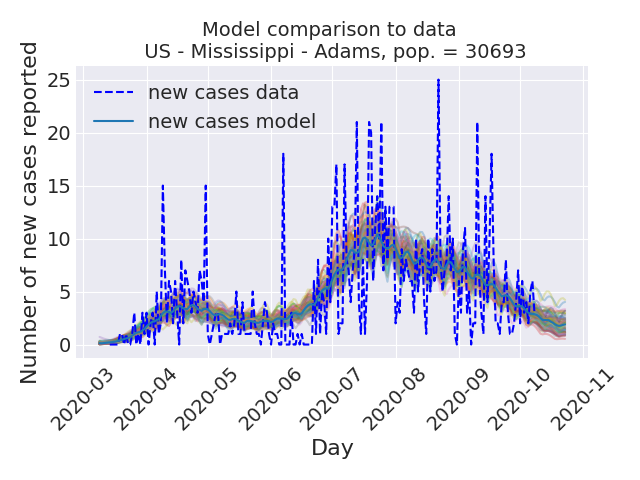 Model comparison to data
US - Mississippi - Adams, pop. = 30693
Number of new cases reported
25
20
15
10
5
0
new cases data
new cases model
2020-03
2020-04
2020-05
2020-06
2020-07
2020-08
2020-09
2020-10
2020-11
Day